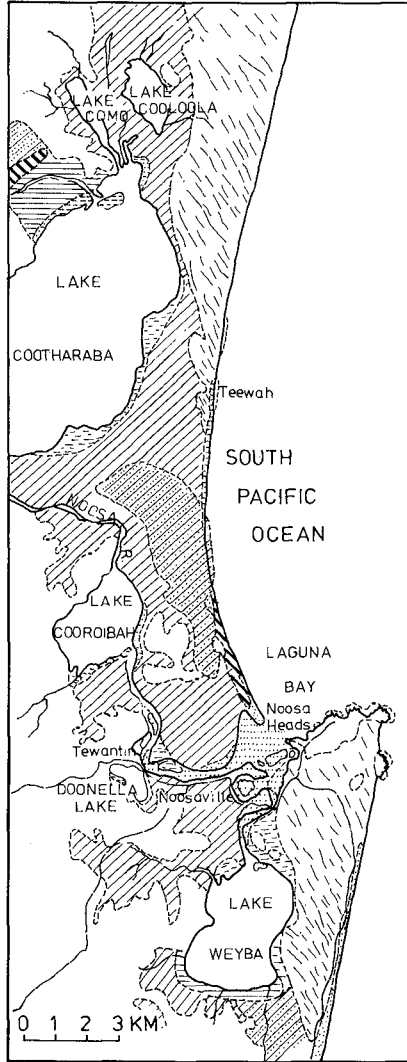 LAKE
COMO
LAKE
COOLOOLA
LAKE
COOTHARABA
Teewah
SOUTH
PACIFIC
OCEAN
NOOSA
R.
LAKE
COOROIBAH
LAGUNA
BAY
Noosa
Heads
Tewantin
DOONELLA
LAKE
Noosaville
LAKE
WEYBA
0 1 2 3 KM